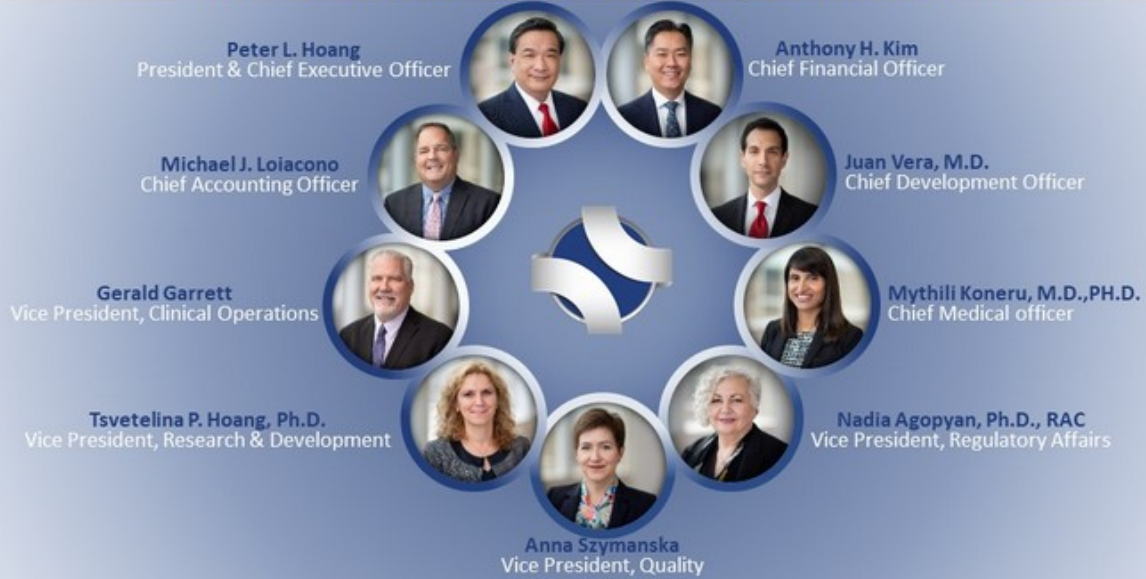 Peter L. Hoang
President & Chief Executive Officer
Anthony H. Kim
Chief Financial Officer
Michael J. Loiacono
Chief Accounting Officer
Juan Vera, M.D.
Chief Development Officer
Gerald Garrett
Vice President, Clinical Operations
Mythili Koneru, M.D.,PH.D.
Chief Medical officer
Tsvetelina P. Hoang, Ph.D.
Vice President, Research & Development
Nadia Agopyan, Ph.D., RAC
Vice President, Regulatory Affairs
Anna Szymanska
Vice President, Quality